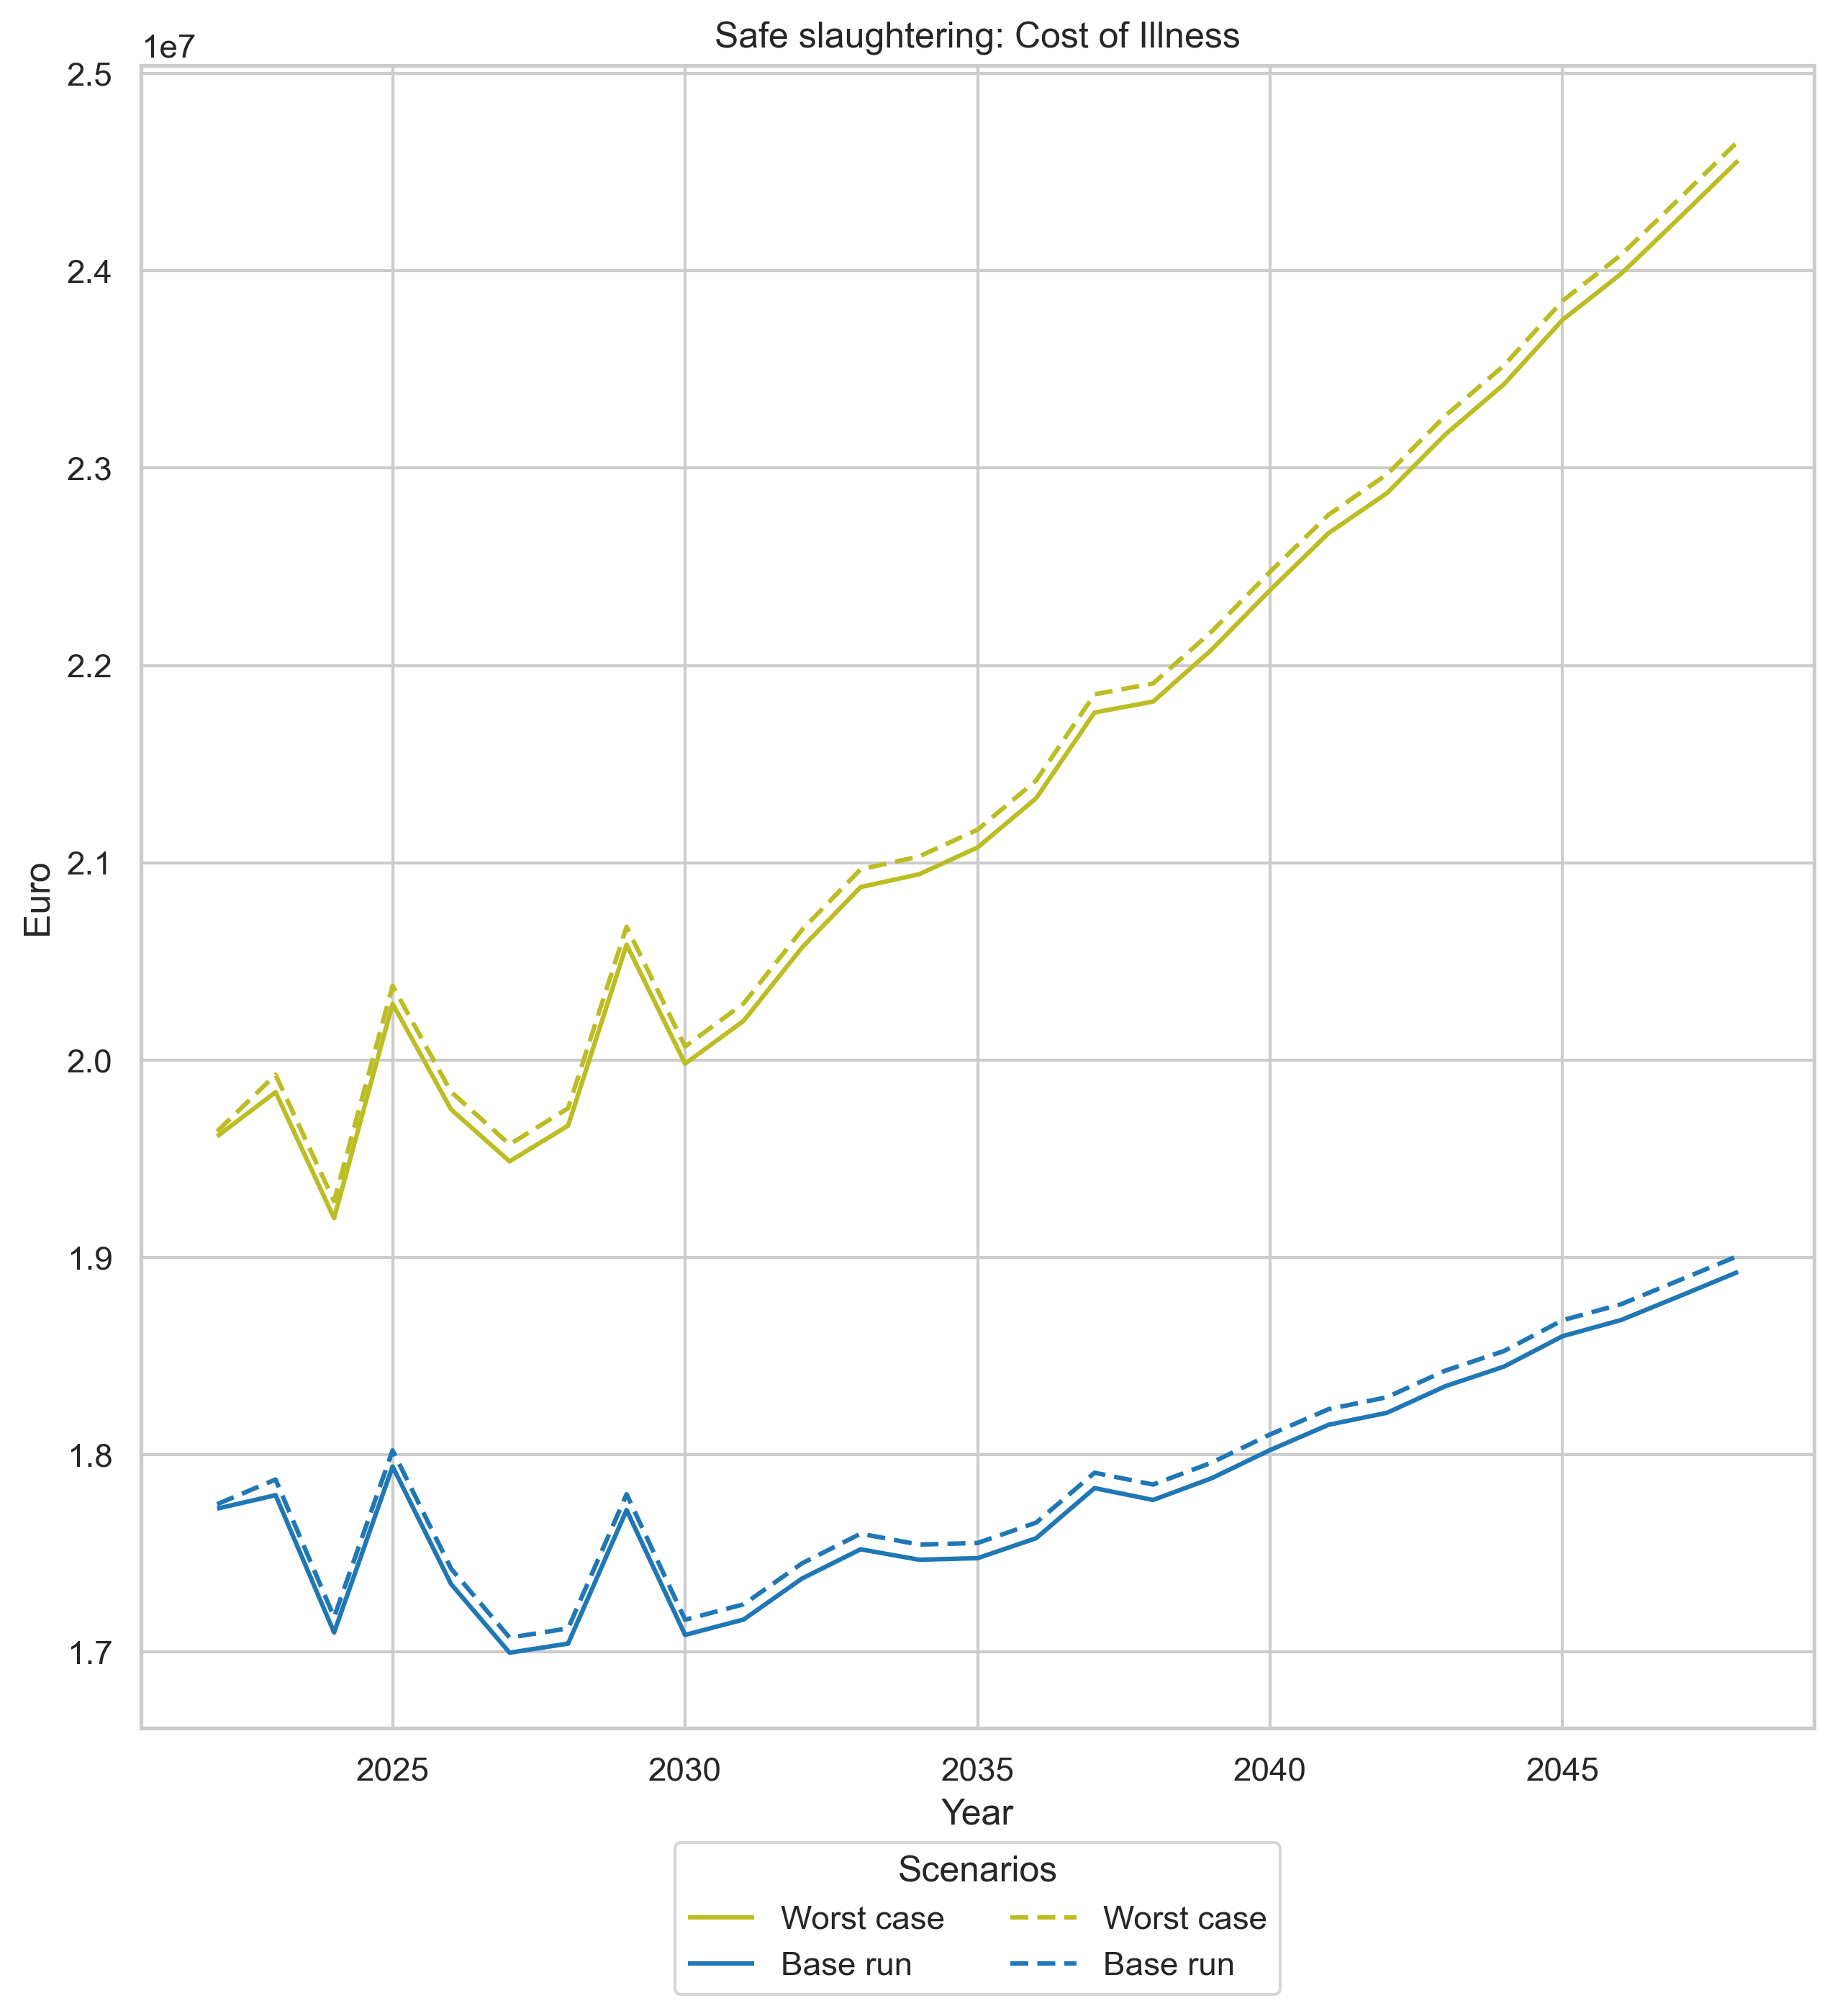 Safe slaughtering: Cost of Illness
1e7
2.5
2.4
2.3
2.2
2.1
2.0
1.9
1.8
1.7
Euro
2025 2030 2035 2040 2045
Year
Scenarios
Worst case Worst case
Base run Base run